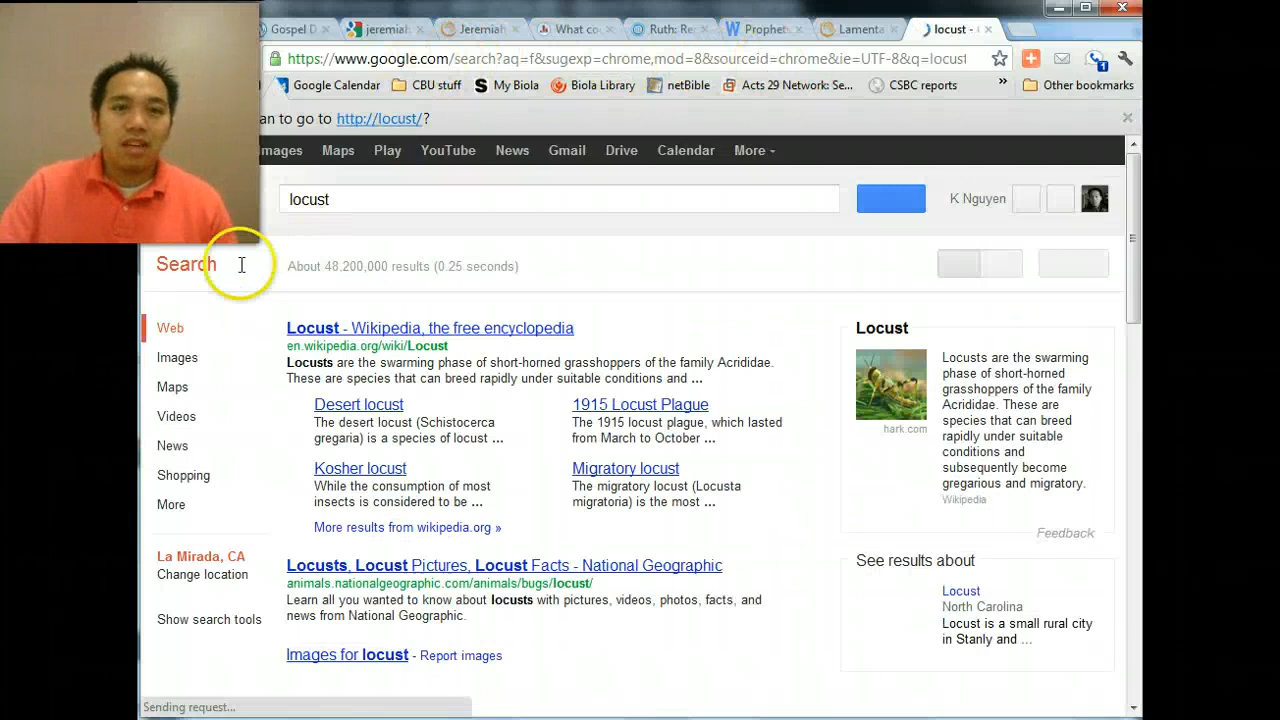 Gospel D
jeremiah
Jeremiah
What co
Ruth: Re
Prophet
Lamenta
locust -
https://www.google.com/search?aq=f&sugexp=chrome,mod=8&sourceid=chrome&ie=UTF-8&q=locust
1
Google Calendar
CBU stuff
My Biola
Biola Library
netBible
Acts 29 Network: Se...
CSBC reports
»
Other bookmarks
an to go to http://locust/?
Images Maps Play YouTube News Gmail Drive Calendar More
locust
K Nguyen
Search
About 48,200,000 results (0.25 seconds)
Web
Images
Maps
Videos
News
Shopping
More
La Mirada, CA
Change location
Show search tools
Locust - Wikipedia, the free encyclopedia
en.wikipedia.org/wiki/Locust
Locusts are the swarming phase of short-horned grasshoppers of the family Acrididae.
These are species that can breed rapidly under suitable conditions and ...
Desert locust
The desert locust (Schistocerca
gregaria) is a species of locust ...
1915 Locust Plague
The 1915 locust plague, which lasted
from March to October ...
Kosher locust
While the consumption of most
insects is considered to be ...
Migratory locust
The migratory locust (Locusta
migratoria) is the most ...
More results from wikipedia.org »
Locusts, Locust Pictures, Locust Facts - National Geographic
animals.nationalgeographic.com/animals/bugs/locust/
Learn all you wanted to know about locusts with pictures, videos, photos, facts, and
news from National Geographic.
Images for locust - Report images
Locust
hark.com
Locusts are the swarming
phase of short-horned
grasshoppers of the family
Acrididae. These are
species that can breed
rapidly under suitable
conditions and
subsequently become
gregarious and migratory.
Wikipedia
Feedback
See results about
Locust
North Carolina
Locust is a small rural city
in Stanly and ...
Sending request...